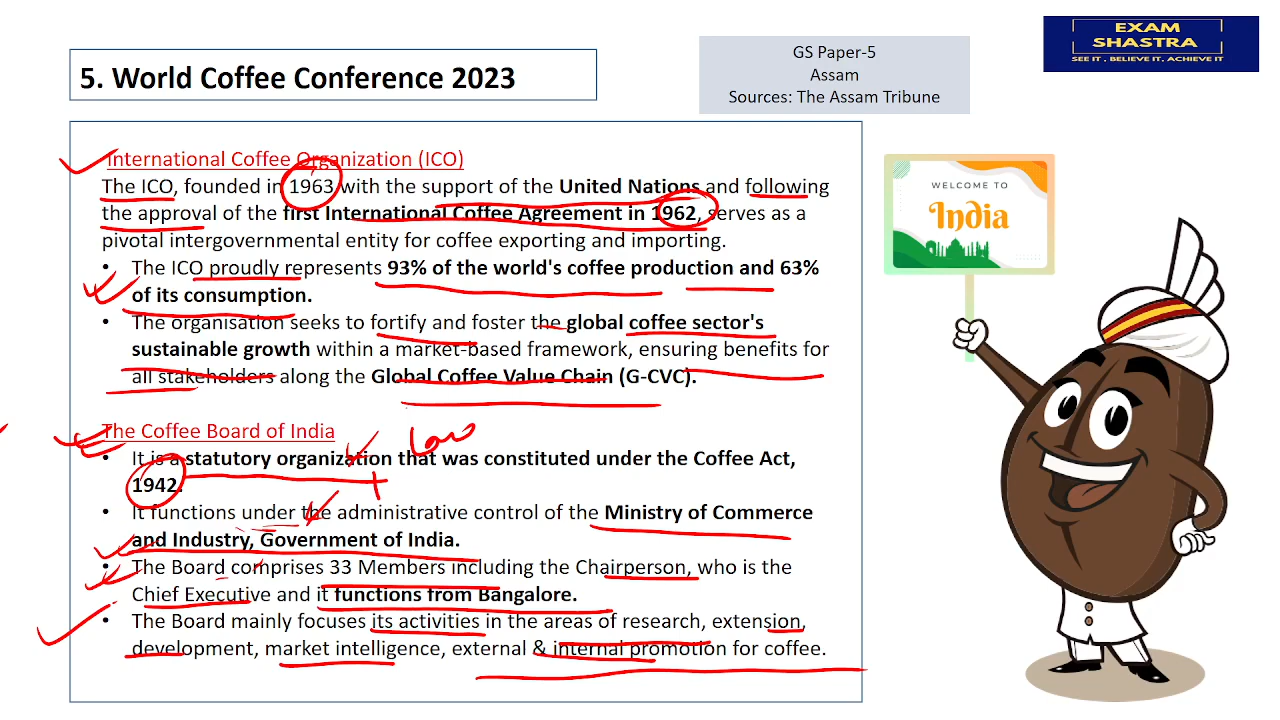 EXAM
SHASTRA
SEE IT , BELIEVE IT, ACHIEVE IT
GS Paper-5
Assam
Sources: The Assam Tribune
5. World Coffee Conference 2023
International Coffee Organization (ICO)
The ICO, founded in 1963 with the support of the United Nations and following
the approval of the first International Coffee Agreement in 1962, serves as a
pivotal intergovernmental entity for coffee exporting and importing.
• The ICO proudly represents 93% of the world's coffee production and 63%
of its consumption.
• The organisation seeks to fortify and foster the global coffee sector's
sustainable growth within a market-based framework, ensuring benefits for
all stakeholders along the Global Coffee Value Chain (G-CVC).
The Coffee Board of India
law
• It is a statutory organization that was constituted under the Coffee Act,
1942.
• It functions under the administrative control of the Ministry of Commerce
and Industry, Government of India.
• The Board comprises 33 Members including the Chairperson, who is the
Chief Executive and it functions from Bangalore.
• The Board mainly focuses its activities in the areas of research, extension,
development, market intelligence, external & internal promotion for coffee.
WELCOME TO
India